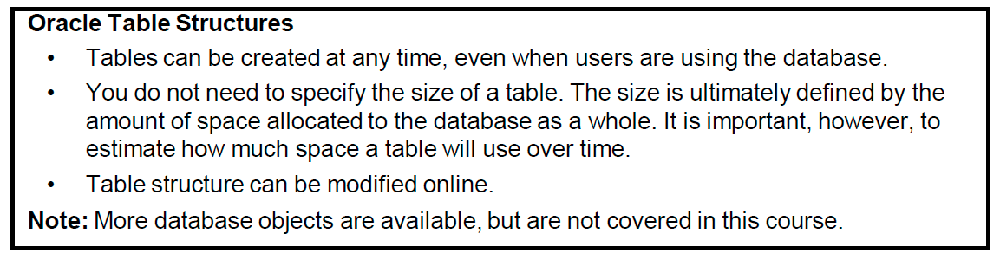 Oracle Table Structures
• Tables can be created at any time, even when users are using the database.
• You do not need to specify the size of a table. The size is ultimately defined by the
amount of space allocated to the database as a whole. It is important, however, to
estimate how much space a table will use over time.
• Table structure can be modified online.
Note: More database objects are available, but are not covered in this course.